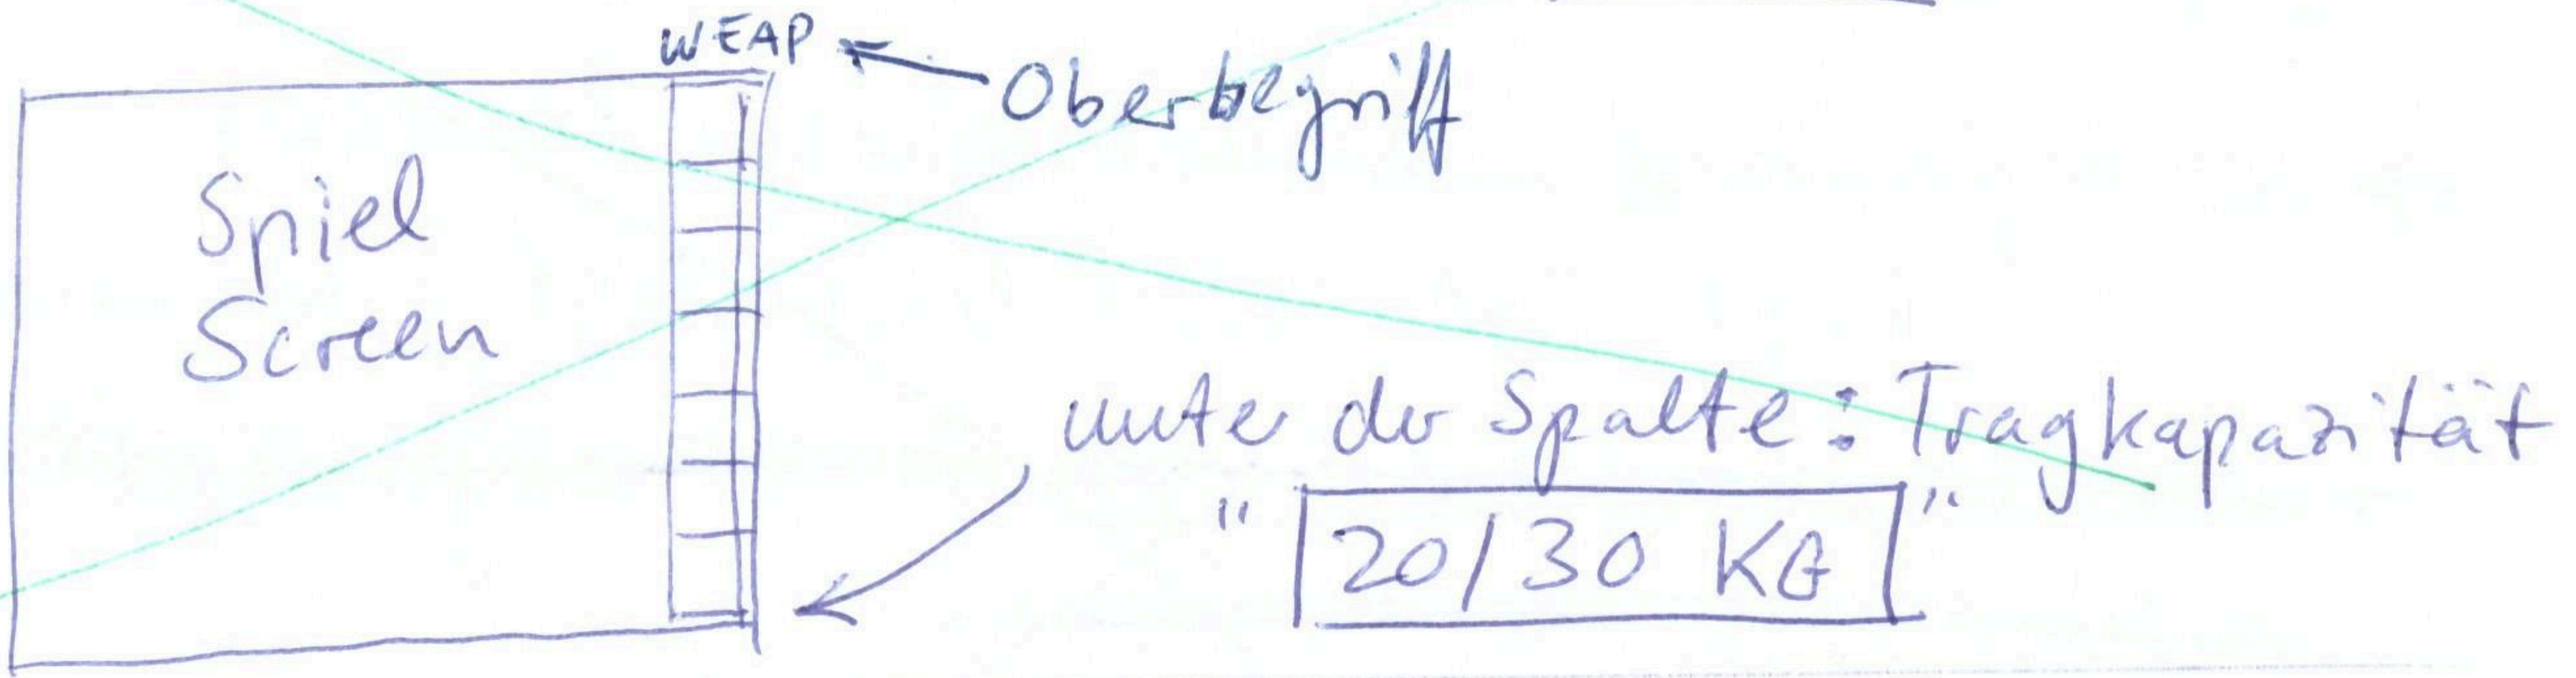 WEAP
Oberbegriff
Spiel
Screen
unter der Spalte: Tragkapazität
"20/30 KG"